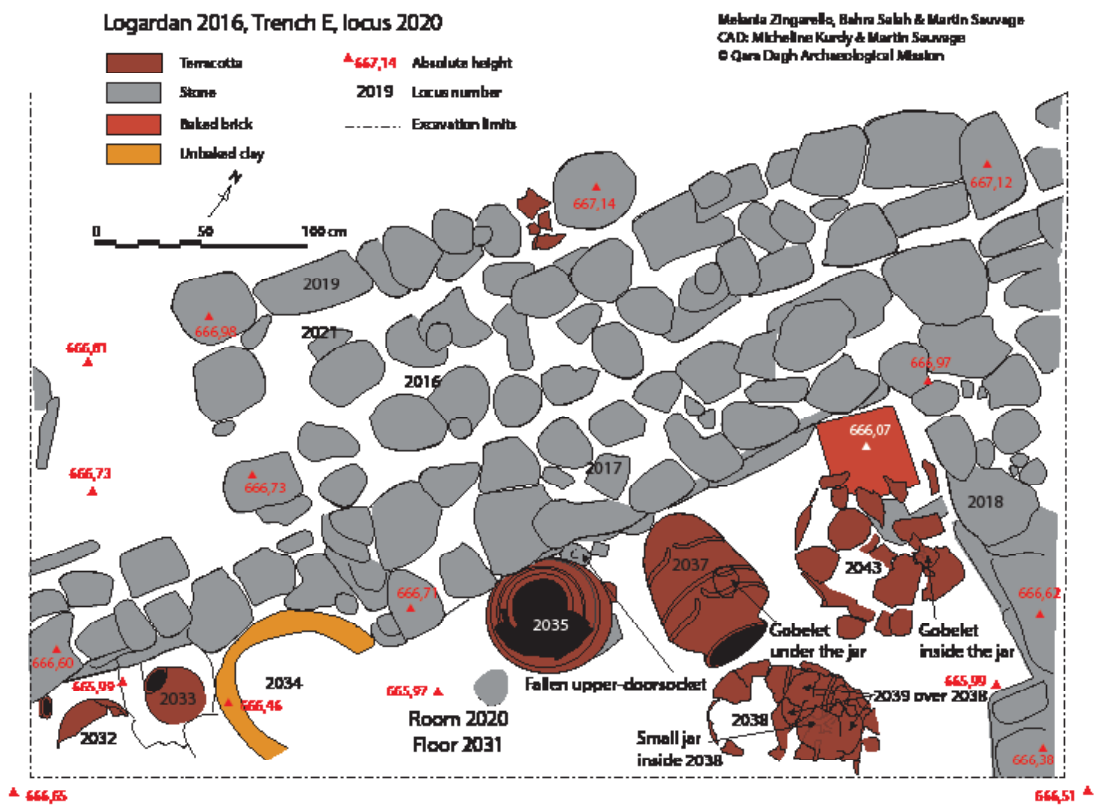 Logardan 2016, Trench E, locus 2020
Melania Zingarello, Bahra Salah & Martin Sauvage
CAD: Micheline Kurdy & Martin Sauvage
© Qara Dagh Archaeological Mission
Terracotta
667,14 Absolute height
Stone
2019 Locus number
Baked brick
Excavation limits
Unbaked clay
N
0 50 100 cm
667,14
667,12
2019
666,98
2021
666,81
2016
666,97
666,07
2017
666,73
666,73
2018
2037
2043
666,71
2035
666,62
Gobelet
under the jar
Gobelet
inside the jar
666,60
665,99
2033
2034
665,97
Fallen upper-doorsocket
665,99
2039 over 2038
666,46
Room 2020
Floor 2031
2038
2032
Small jar
inside 2038
666,38
666,65
666,51